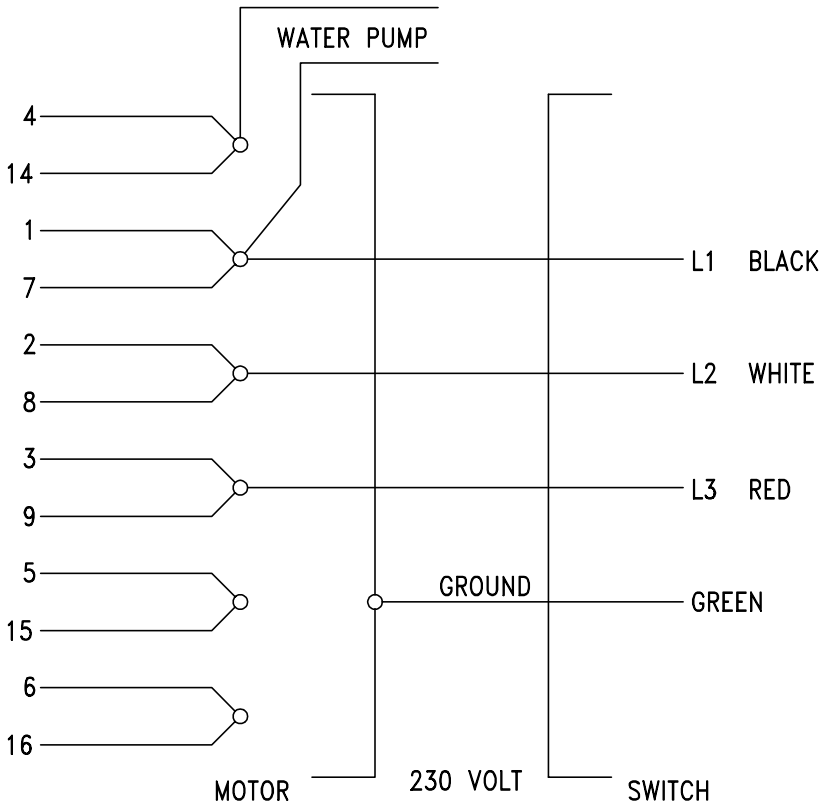 WATER PUMP
4
14
1
7
L1 BLACK
2
8
L2 WHITE
3
9
L3 RED
5
15
GROUND
GREEN
6
16
MOTOR
230 VOLT
SWITCH